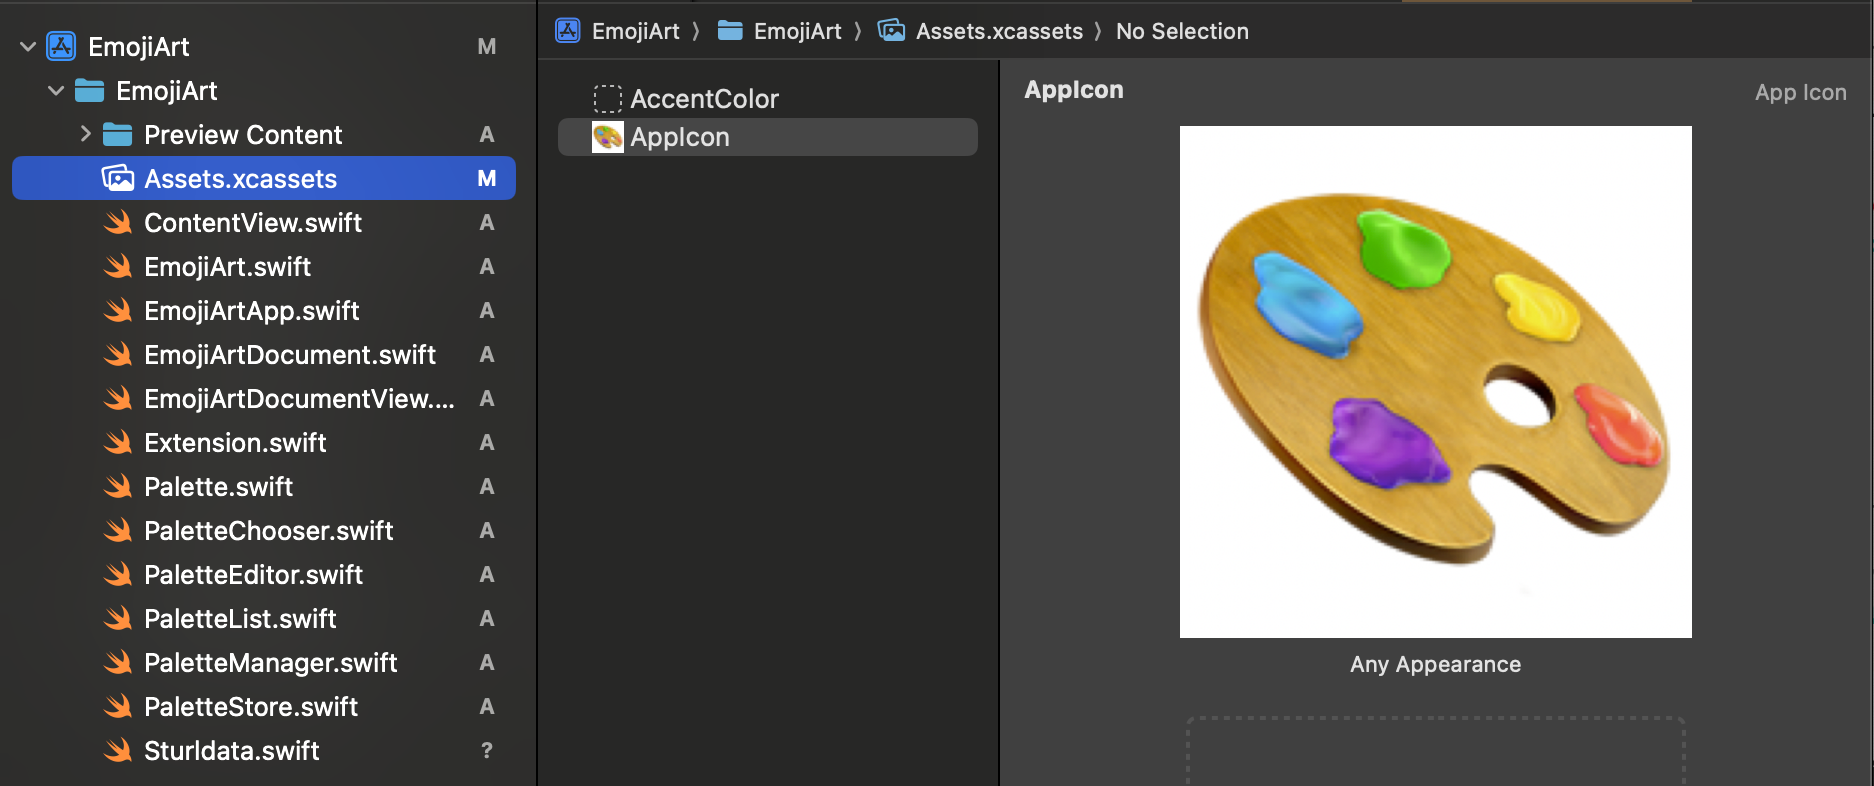 EmojiArt M
EmojiArt
Preview Content A
Assets.xcassets M
ContentView.swift A
EmojiArt.swift A
EmojiArtApp.swift A
EmojiArtDocument.swift A
EmojiArtDocumentView.... A
Extension.swift A
Palette.swift A
PaletteChooser.swift A
PaletteEditor.swift A
PaletteList.swift A
PaletteManager.swift A
PaletteStore.swift A
Sturldata.swift ?
EmojiArt 〉 EmojiArt 〉 Assets.xcassets 〉 No Selection
AccentColor
AppIcon
AppIcon
App Icon
Any Appearance